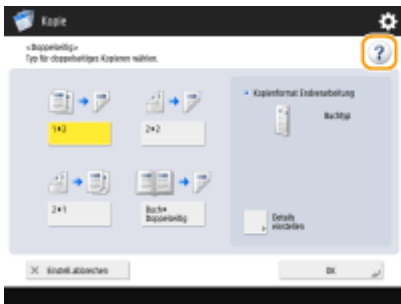 Kopie
<Doppelseitig>
Typ für doppelseitiges Kopieren wählen.
?
▪ Kopienformat Endverarbeitung
Buchtyp
1▸2
2▸2
2▸1
Buch▸
Doppelseitig
Details
einstellen
Einstell. abbrechen
OK